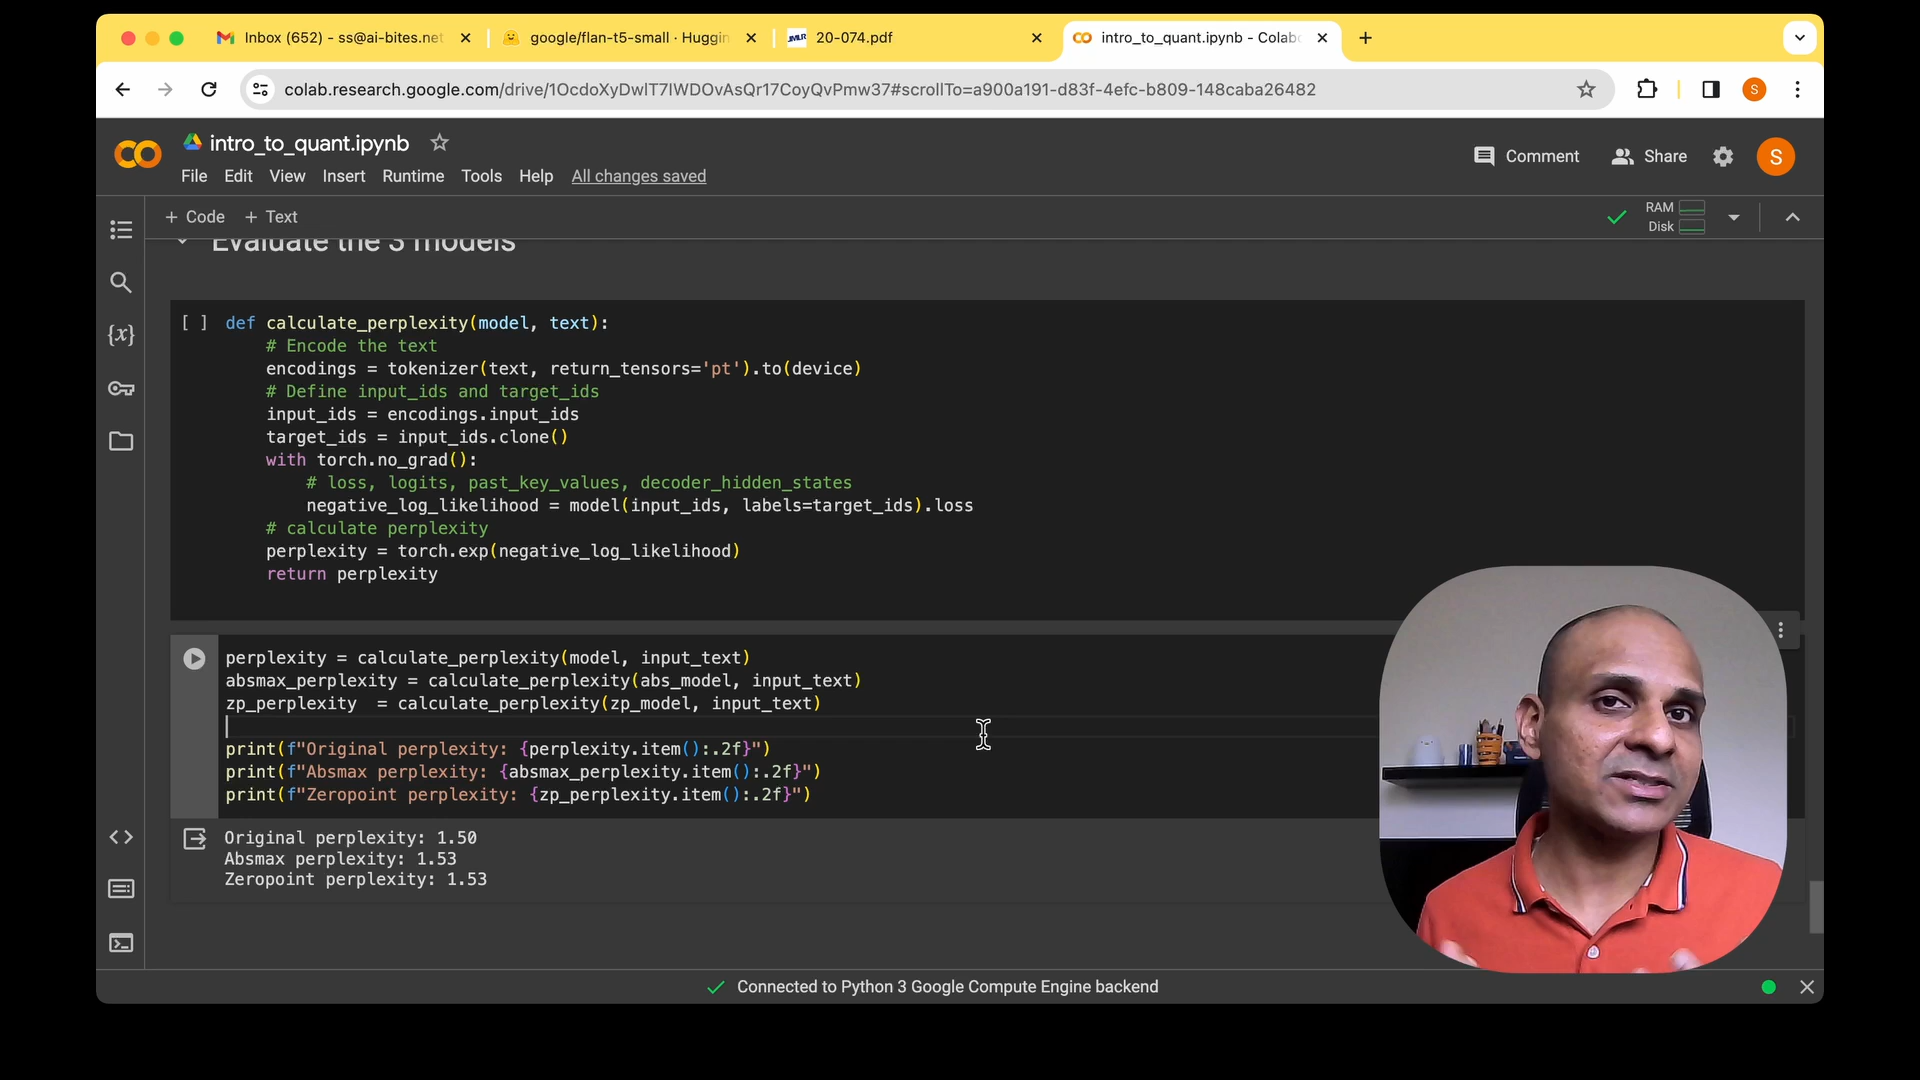 Inbox (652) - ss@ai-bites.net
google/flan-t5-small · Huggin
JMLR 20-074.pdf
intro_to_quant.ipynb - Colab
colab.research.google.com/drive/1OcdoXyDwlT7lWDOvAsQr17CoyQvPmw37#scrollTo=a900a191-d83f-4efc-b809-148caba26482
S
intro_to_quant.ipynb
Comment Share S
File Edit View Insert Runtime Tools Help All changes saved
+ Code + Text
RAM
Disk
Evaluate the 3 models
{x}
[ ] def calculate_perplexity(model, text):
# Encode the text
encodings = tokenizer(text, return_tensors='pt').to(device)
# Define input_ids and target_ids
input_ids = encodings.input_ids
target_ids = input_ids.clone()
with torch.no_grad():
# loss, logits, past_key_values, decoder_hidden_states
negative_log_likelihood = model(input_ids, labels=target_ids).loss
# calculate perplexity
perplexity = torch.exp(negative_log_likelihood)
return perplexity
perplexity = calculate_perplexity(model, input_text)
absmax_perplexity = calculate_perplexity(abs_model, input_text)
zp_perplexity  = calculate_perplexity(zp_model, input_text)
print(f"Original perplexity: {perplexity.item():.2f}")
print(f"Absmax perplexity: {absmax_perplexity.item():.2f}")
print(f"Zeropoint perplexity: {zp_perplexity.item():.2f}")
Original perplexity: 1.50
Absmax perplexity: 1.53
Zeropoint perplexity: 1.53
Connected to Python 3 Google Compute Engine backend